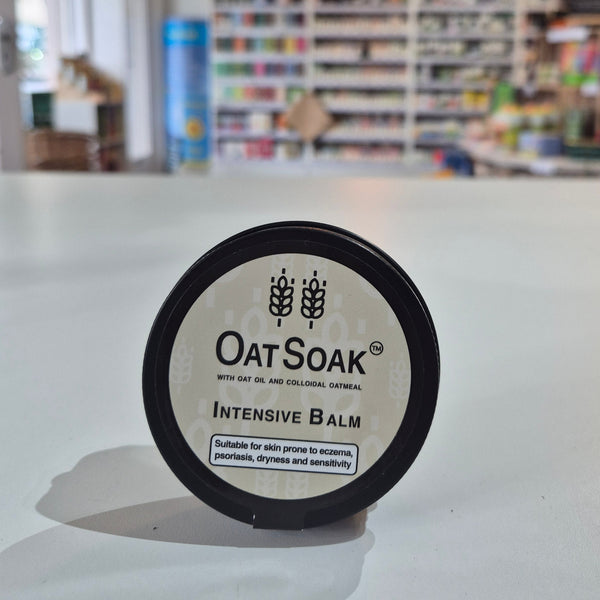 OATSOAK™
WITH OAT OIL AND COLLOIDAL OATMEAL
INTENSIVE BALM
Suitable for skin prone to eczema,
psoriasis, dryness and sensitivity